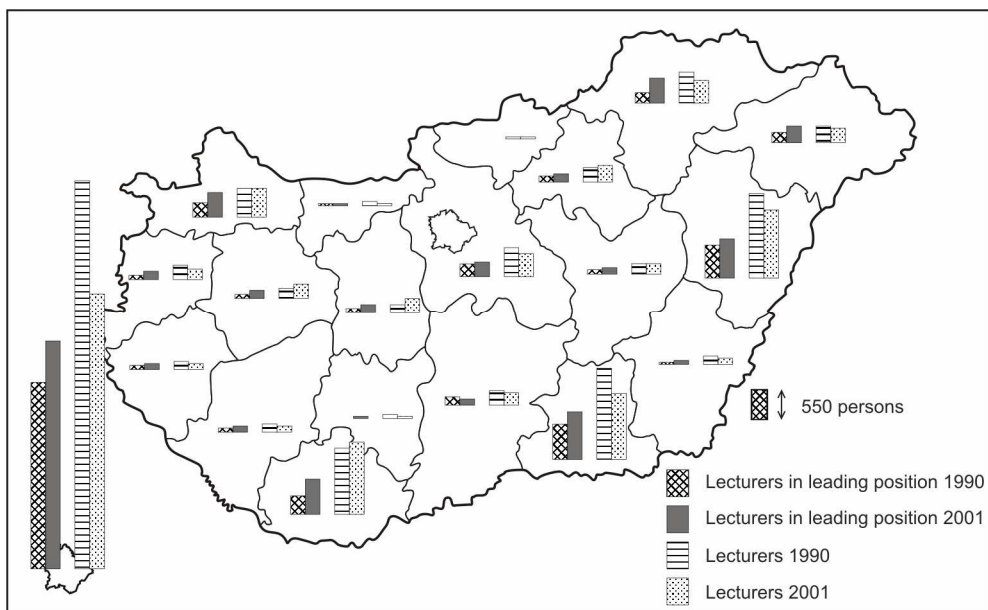 550 persons
Lecturers in leading position 1990
Lecturers in leading position 2001
Lecturers 1990
Lecturers 2001